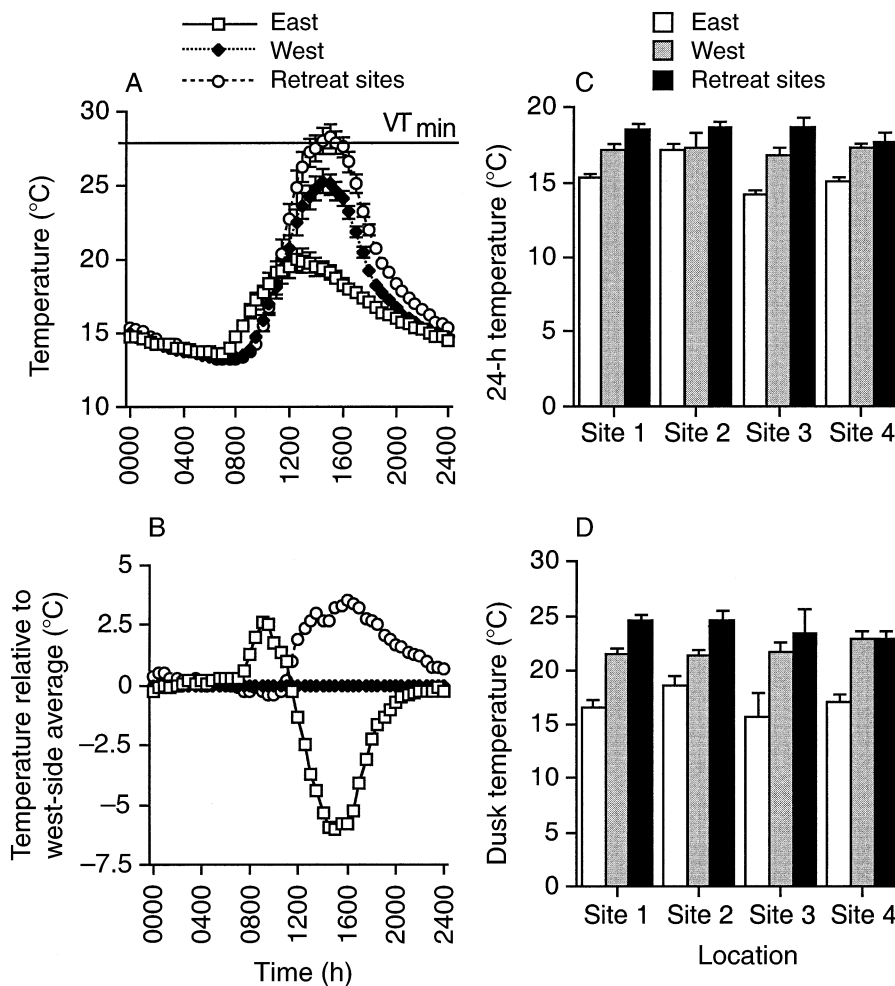 East
West
Retreat sites
A
30
25
20
15
10
Temperature (°C)
VTmin
0000
0400
0800
1200
1600
2000
2400
East
West
Retreat sites
C
20
15
10
5
0
24-h temperature (°C)
Site 1
Site 2
Site 3
Site 4
B
5
2.5
0
−2.5
−5
−7.5
Temperature relative to
west-side average (°C)
0000
0400
0800
1200
1600
2000
2400
Time (h)
D
30
25
20
15
10
5
0
Dusk temperature (°C)
Site 1
Site 2
Site 3
Site 4
Location